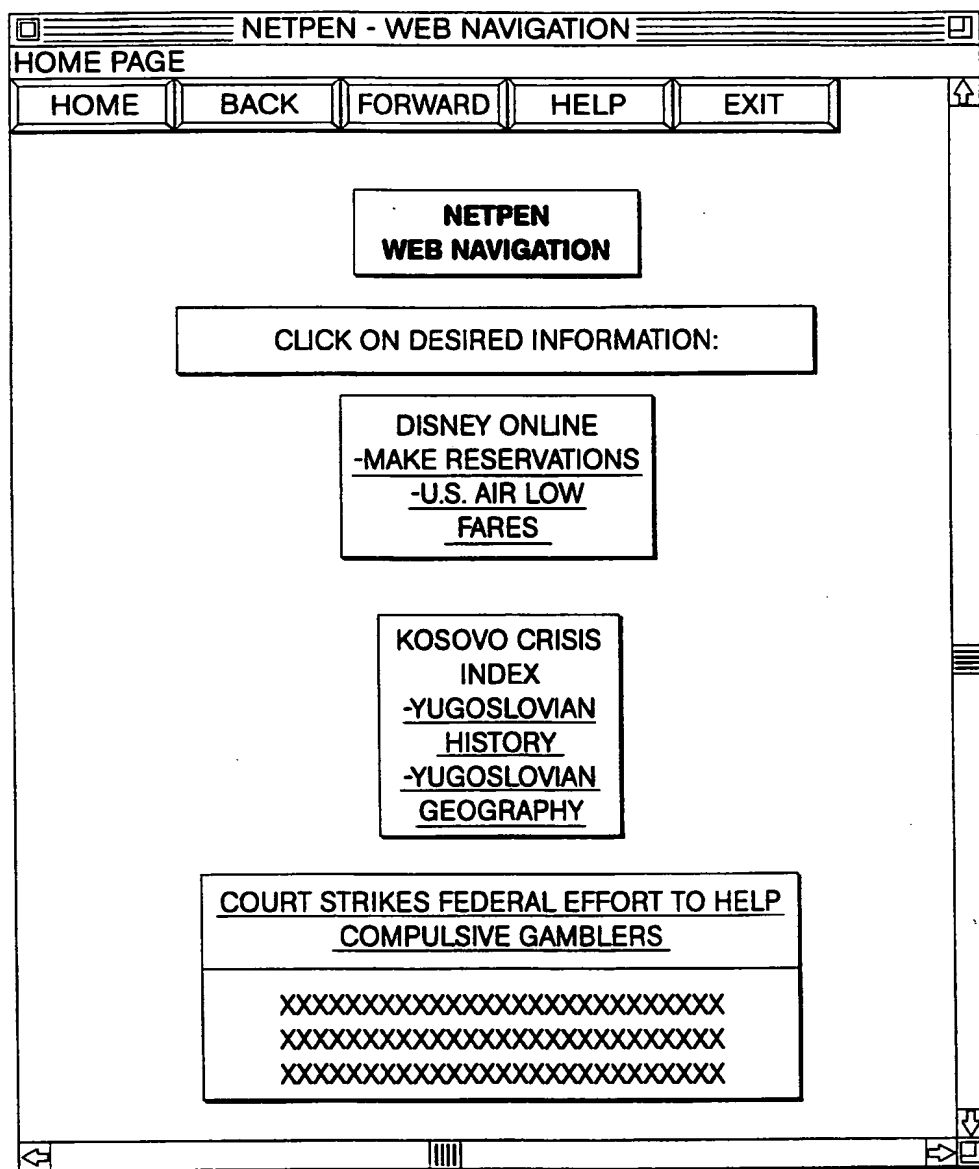 NETPEN - WEB NAVIGATION
HOME PAGE
HOME BACK FORWARD HELP EXIT
NETPEN
WEB NAVIGATION
CLICK ON DESIRED INFORMATION:
DISNEY ONLINE
-MAKE RESERVATIONS
-U.S. AIR LOW
FARES
KOSOVO CRISIS
INDEX
-YUGOSLOVIAN
HISTORY
-YUGOSLOVIAN
GEOGRAPHY
COURT STRIKES FEDERAL EFFORT TO HELP
COMPULSIVE GAMBLERS
XXXXXXXXXXXXXXXXXXXXXXXXXXX
XXXXXXXXXXXXXXXXXXXXXXXXXXX
XXXXXXXXXXXXXXXXXXXXXXXXXXX